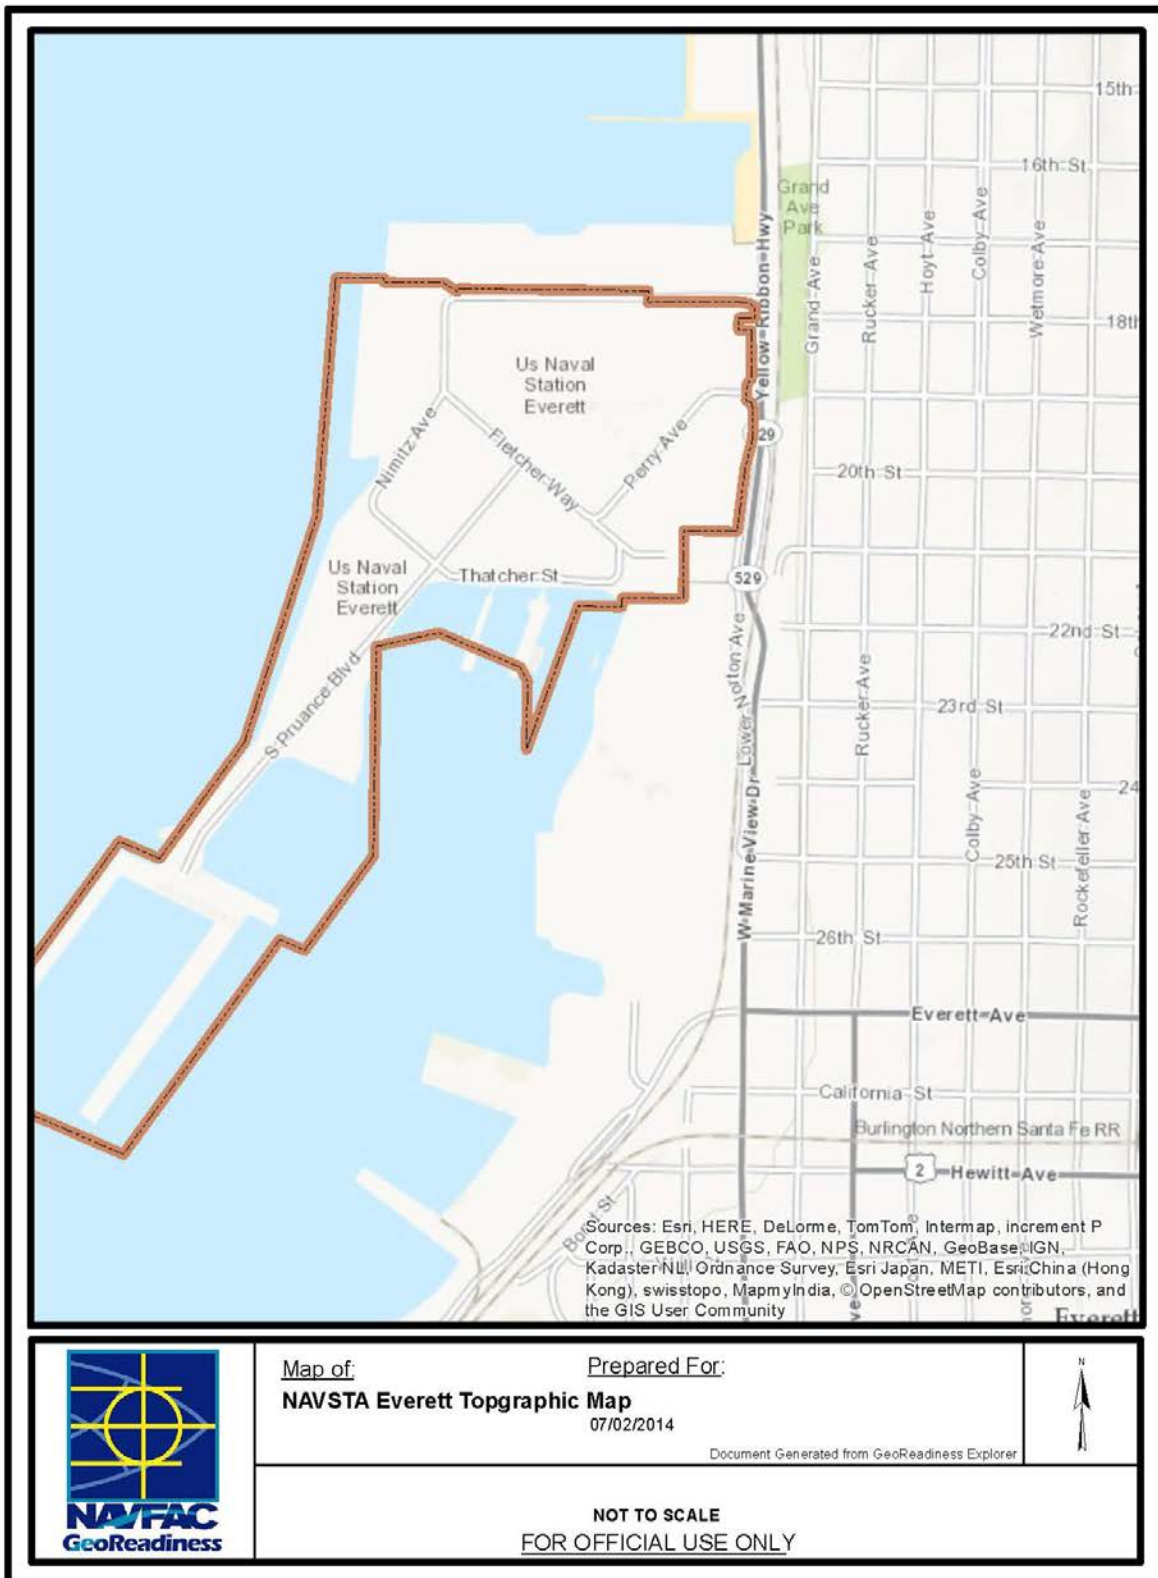 15th
16th St
Grand
Ave
Park
Yellow-Ribbon-Hwy
Grand-Ave
Rucker-Ave
Hoyt-Ave
Colby-Ave
Wetmore-Ave
18th
Us Naval
Station
Everett
Nimitz Ave
Fletcher-Way
Perry Ave
29
20th St
Us Naval
Station
Everett
Thatcher-St
529
22nd St
S Pruance-Blvd
Lower Norton Ave
Rucker-Ave
23rd St
W-Marine-View-Dr
Colby-Ave
24
Rockefeller-Ave
25th St
26th St
Everett-Ave
California-St
Burlington Northern Santa Fe RR
2
Hewitt-Ave
Bond-St
Sources: Esri, HERE, DeLorme, TomTom, Intermap, increment P
Corp., GEBCO, USGS, FAO, NPS, NRCAN, GeoBase, IGN,
Kadaster NL, Ordnance Survey, Esri Japan, METI, Esri China (Hong
Kong), swisstopo, MapmyIndia, © OpenStreetMap contributors, and
the GIS User Community
Everett
NAVFAC
GeoReadiness
Map of:
Prepared For:
NAVSTA Everett Topgraphic Map
07/02/2014
Document Generated from GeoReadiness Explorer
N
NOT TO SCALE
FOR OFFICIAL USE ONLY